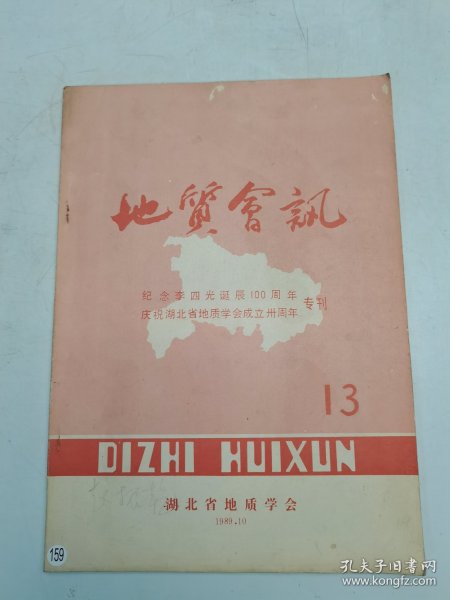 地質會訊
纪念李四光诞辰100周年
庆祝湖北省地质学会成立卅周年
专刊
13
DIZHI HUIXUN
湖北省地质学会
1989.10
159
孔夫子旧书网
www.kongfz.com